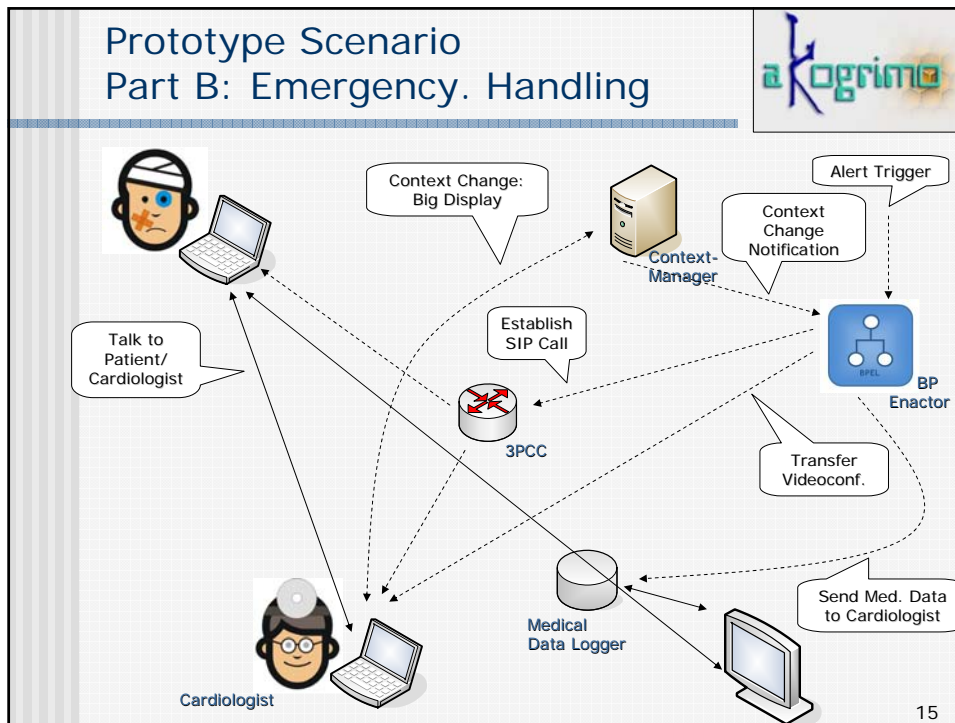 Prototype Scenario
Part B: Emergency. Handling
akogrimo
Context Change:
Big Display
Alert Trigger
Context
Change
Notification
Context-
Manager
Talk to
Patient/
Cardiologist
Establish
SIP Call
BPEL
BP
Enactor
3PCC
Transfer
Videoconf.
Medical
Data Logger
Send Med. Data
to Cardiologist
Cardiologist
15